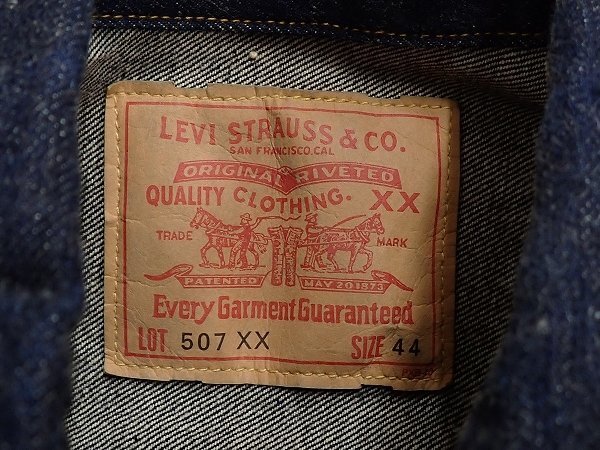 LEVI STRAUSS & CO.
SAN FRANCISCO.CAL
ORIGINAL RIVETED
QUALITY CLOTHING. XX
TRADE MARK
PATENTED MAY 20 1873
Every Garment Guaranteed
LOT 507 XX SIZE 44